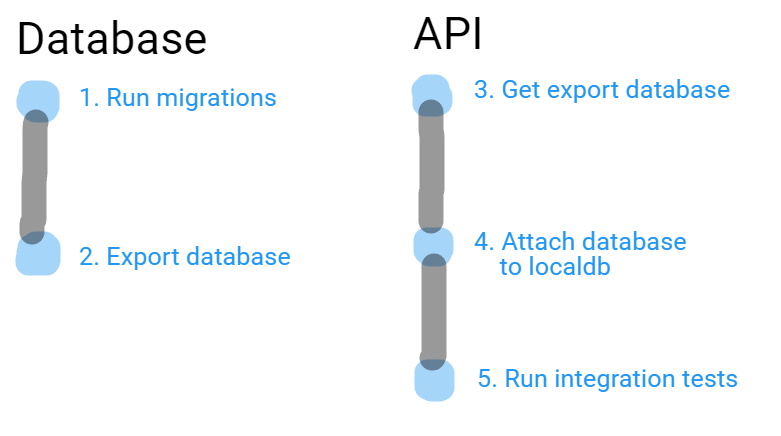 Database
1. Run migrations
2. Export database
API
3. Get export database
4. Attach database
to localdb
5. Run integration tests